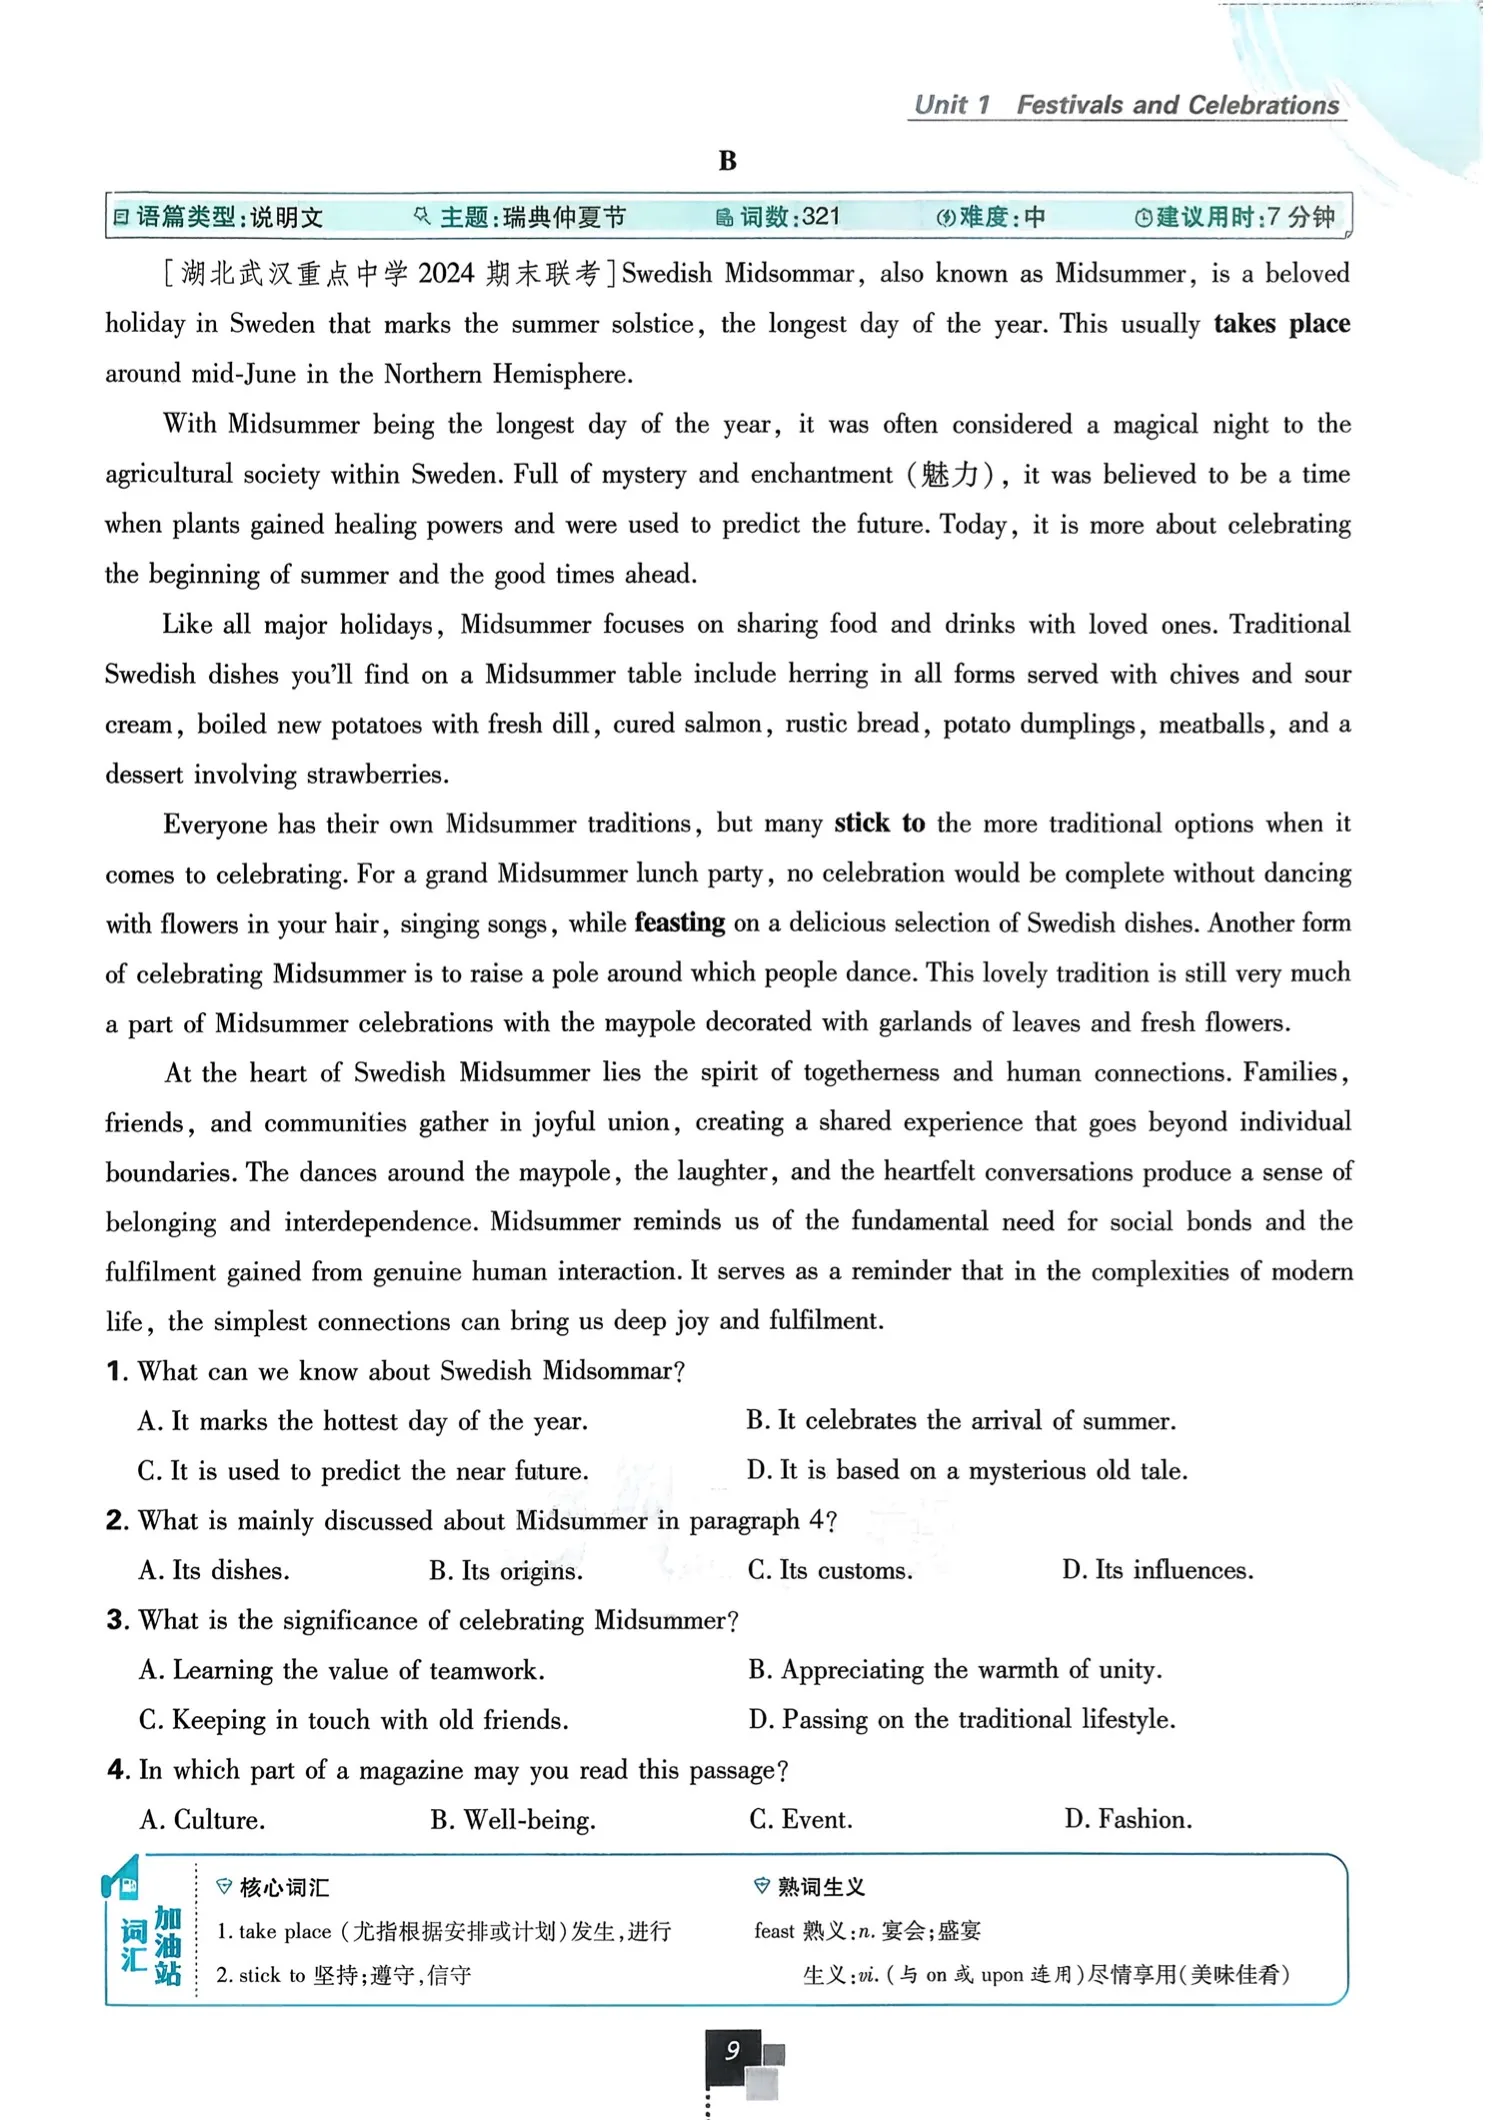 Unit 1 Festivals and Celebrations
B
语篇类型:说明文 主题:瑞典仲夏节 词数:321 难度:中 建议用时:7 分钟
[湖北武汉重点中学 2024 期末联考]Swedish Midsommar, also known as Midsummer, is a beloved
holiday in Sweden that marks the summer solstice, the longest day of the year. This usually takes place
around mid-June in the Northern Hemisphere.
With Midsummer being the longest day of the year, it was often considered a magical night to the
agricultural society within Sweden. Full of mystery and enchantment (魅力), it was believed to be a time
when plants gained healing powers and were used to predict the future. Today, it is more about celebrating
the beginning of summer and the good times ahead.
Like all major holidays, Midsummer focuses on sharing food and drinks with loved ones. Traditional
Swedish dishes you'll find on a Midsummer table include herring in all forms served with chives and sour
cream, boiled new potatoes with fresh dill, cured salmon, rustic bread, potato dumplings, meatballs, and a
dessert involving strawberries.
Everyone has their own Midsummer traditions, but many stick to the more traditional options when it
comes to celebrating. For a grand Midsummer lunch party, no celebration would be complete without dancing
with flowers in your hair, singing songs, while feasting on a delicious selection of Swedish dishes. Another form
of celebrating Midsummer is to raise a pole around which people dance. This lovely tradition is still very much
a part of Midsummer celebrations with the maypole decorated with garlands of leaves and fresh flowers.
At the heart of Swedish Midsummer lies the spirit of togetherness and human connections. Families,
friends, and communities gather in joyful union, creating a shared experience that goes beyond individual
boundaries. The dances around the maypole, the laughter, and the heartfelt conversations produce a sense of
belonging and interdependence. Midsummer reminds us of the fundamental need for social bonds and the
fulfilment gained from genuine human interaction. It serves as a reminder that in the complexities of modern
life, the simplest connections can bring us deep joy and fulfilment.
1. What can we know about Swedish Midsommar?
A. It marks the hottest day of the year. B. It celebrates the arrival of summer.
C. It is used to predict the near future. D. It is based on a mysterious old tale.
2. What is mainly discussed about Midsummer in paragraph 4?
A. Its dishes. B. Its origins. C. Its customs. D. Its influences.
3. What is the significance of celebrating Midsummer?
A. Learning the value of teamwork. B. Appreciating the warmth of unity.
C. Keeping in touch with old friends. D. Passing on the traditional lifestyle.
4. In which part of a magazine may you read this passage?
A. Culture. B. Well-being. C. Event. D. Fashion.
词汇加油站
核心词汇 熟词生义
1. take place (尤指根据安排或计划)发生,进行 feast 熟义:n. 宴会;盛宴
2. stick to 坚持;遵守,信守 生义:vi. (与 on 或 upon 连用)尽情享用(美味佳肴)
9